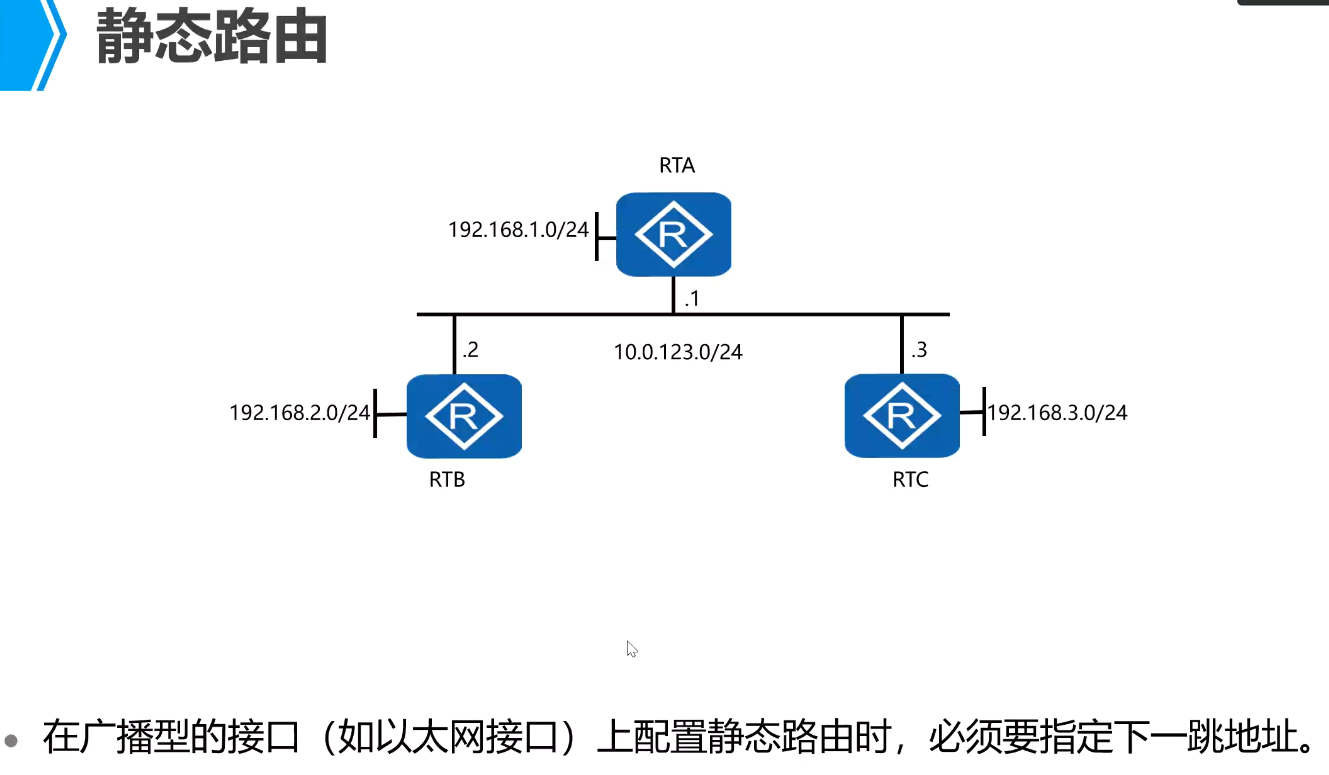 静态路由
RTA
192.168.1.0/24
.1
.2
10.0.123.0/24
.3
192.168.2.0/24
192.168.3.0/24
R
R
R
RTB
RTC
在广播型的接口（如以太网接口）上配置静态路由时，必须要指定下一跳地址。